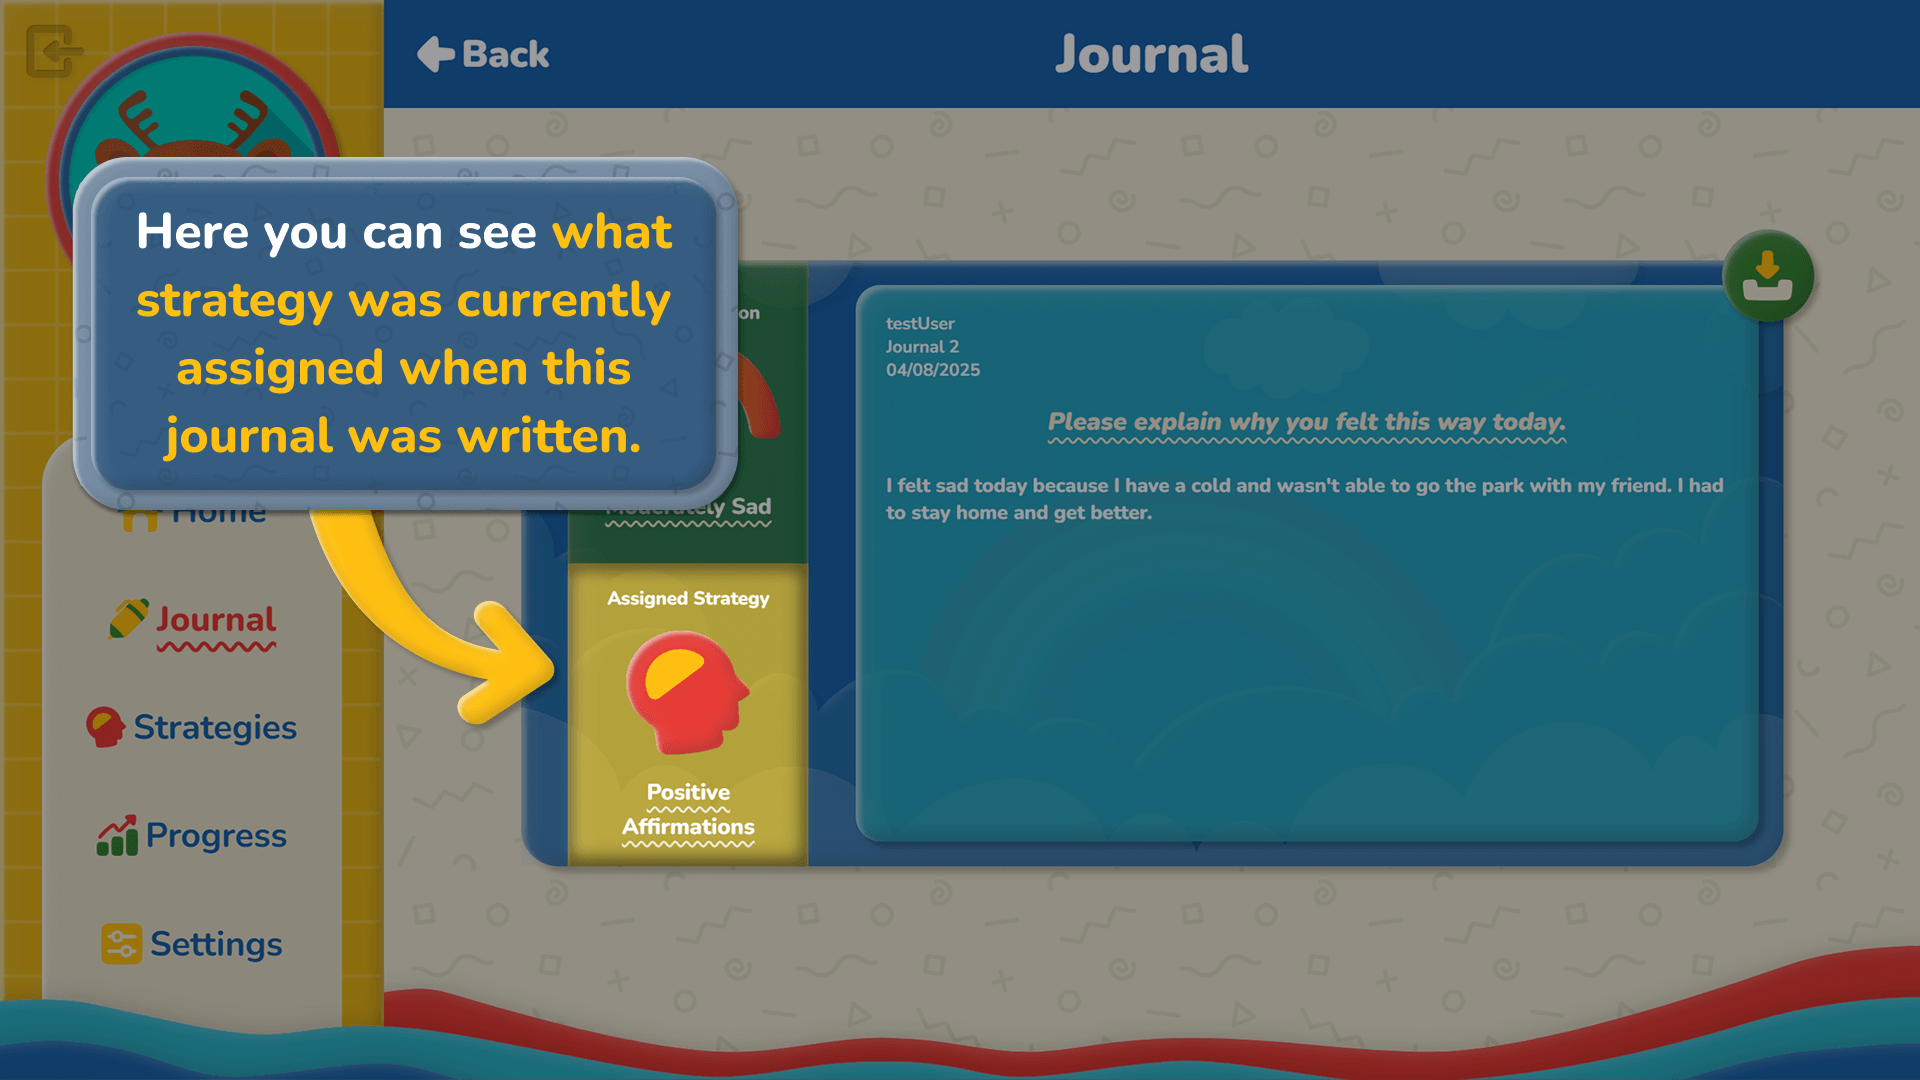 Back
Journal
Here you can see what
strategy was currently
assigned when this
journal was written.
on
Moderately Sad
Assigned Strategy
Positive
Affirmations
testUser
Journal 2
04/08/2025
Please explain why you felt this way today.
I felt sad today because I have a cold and wasn't able to go the park with my friend. I had
to stay home and get better.
Home
Journal
Strategies
Progress
Settings